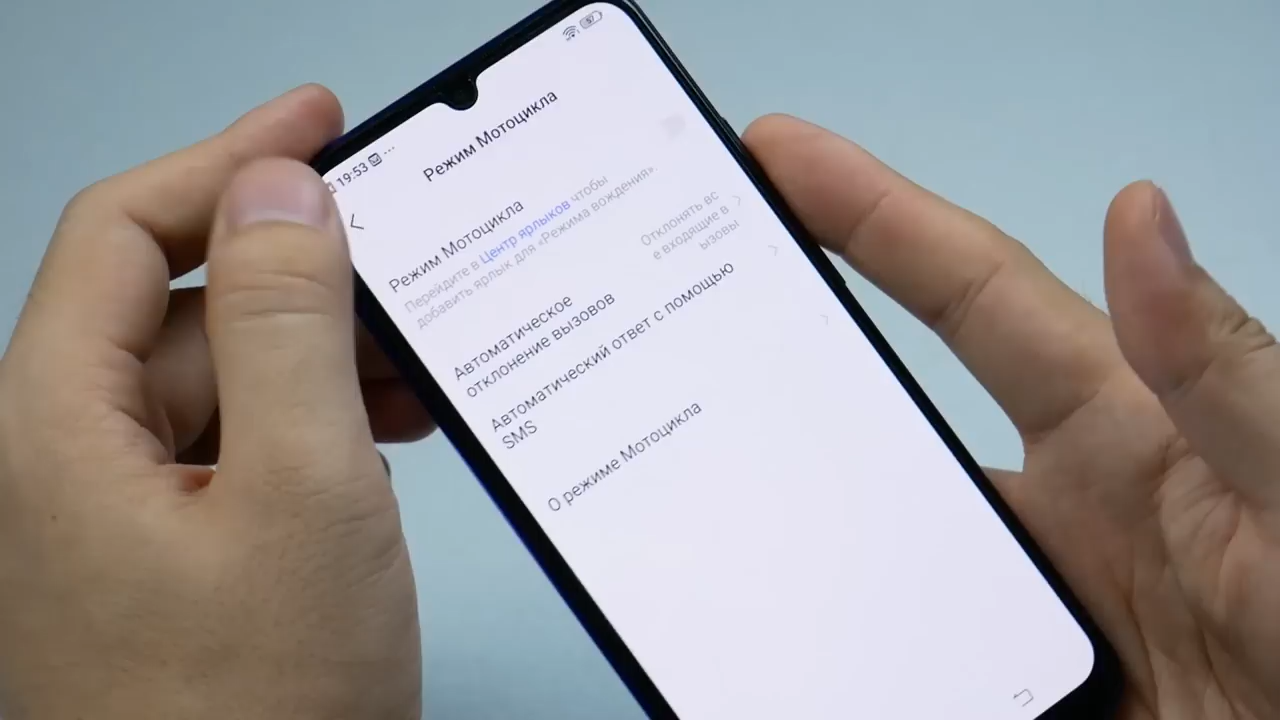 19:53
Режим Мотоцикла
Режим Мотоцикла
Перейдите в Центр ярлыков чтобы
добавить ярлык для «Режима вождения».
Автоматическое
отклонение вызовов
Отклонять вс
е входящие в
ызовы
Автоматический ответ с помощью
SMS
О режиме Мотоцикла